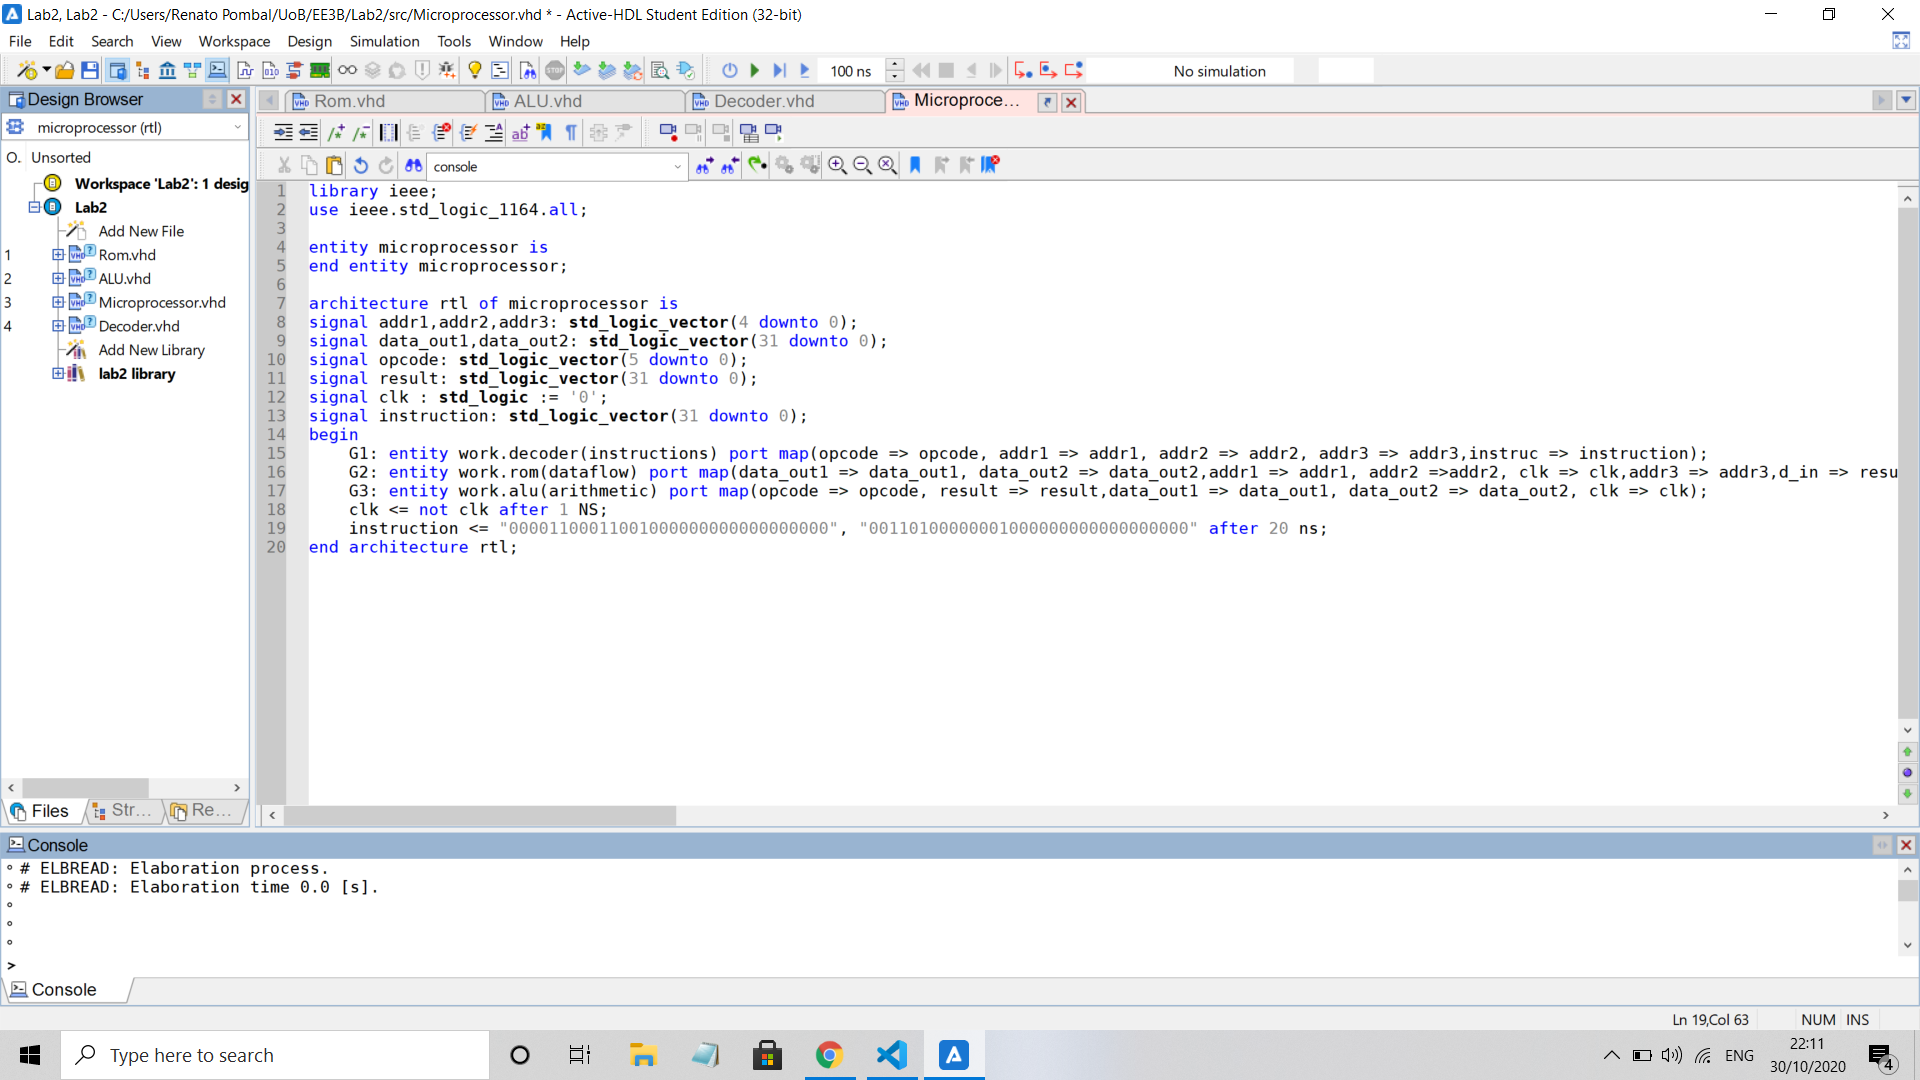 Lab2, Lab2 - C:/Users/Renato Pombal/UoB/EE3B/Lab2/src/Microprocessor.vhd * - Active-HDL Student Edition (32-bit)
File Edit Search View Workspace Design Simulation Tools Window Help
100 ns No simulation
Design Browser
Rom.vhd ALU.vhd Decoder.vhd Microproce...
microprocessor (rtl)
console
O. Unsorted
Workspace 'Lab2': 1 desig
Lab2
Add New File
1 Rom.vhd
2 ALU.vhd
3 Microprocessor.vhd
4 Decoder.vhd
Add New Library
lab2 library
Files Str... Re...
1 library ieee;
2 use ieee.std_logic_1164.all;
3
4 entity microprocessor is
5 end entity microprocessor;
6
7 architecture rtl of microprocessor is
8 signal addr1,addr2,addr3: std_logic_vector(4 downto 0);
9 signal data_out1,data_out2: std_logic_vector(31 downto 0);
10 signal opcode: std_logic_vector(5 downto 0);
11 signal result: std_logic_vector(31 downto 0);
12 signal clk : std_logic := '0';
13 signal instruction: std_logic_vector(31 downto 0);
14 begin
15 G1: entity work.decoder(instructions) port map(opcode => opcode, addr1 => addr1, addr2 => addr2, addr3 => addr3,instruc => instruction);
16 G2: entity work.rom(dataflow) port map(data_out1 => data_out1, data_out2 => data_out2,addr1 => addr1, addr2 =>addr2, clk => clk,addr3 => addr3,d_in => resu
17 G3: entity work.alu(arithmetic) port map(opcode => opcode, result => result,data_out1 => data_out1, data_out2 => data_out2, clk => clk);
18 clk <= not clk after 1 NS;
19 instruction <= "00001100011001000000000000000000", "00110100000001000000000000000000" after 20 ns;
20 end architecture rtl;
Console
# ELBREAD: Elaboration process.
# ELBREAD: Elaboration time 0.0 [s].
>
Console
Ln 19,Col 63 NUM INS
Type here to search
ENG
22:11
30/10/2020
4